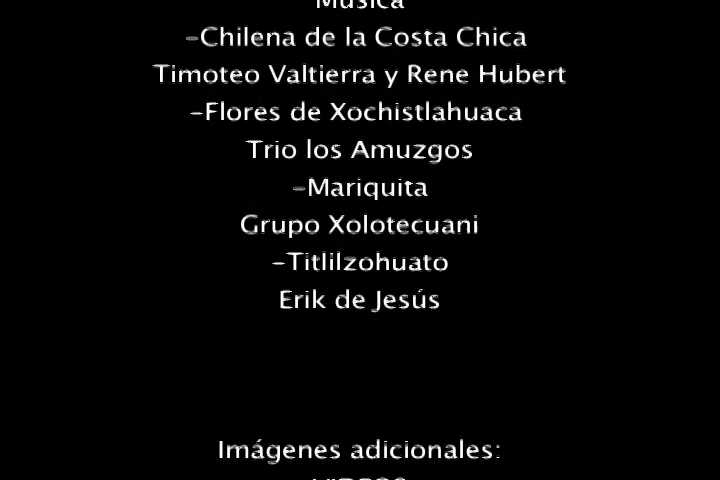 Música
-Chilena de la Costa Chica
Timoteo Valtierra y Rene Hubert
-Flores de Xochistlahuaca
Trio los Amuzgos
-Mariquita
Grupo Xolotecuani
-Titlilzohuato
Erik de Jesús
Imágenes adicionales: